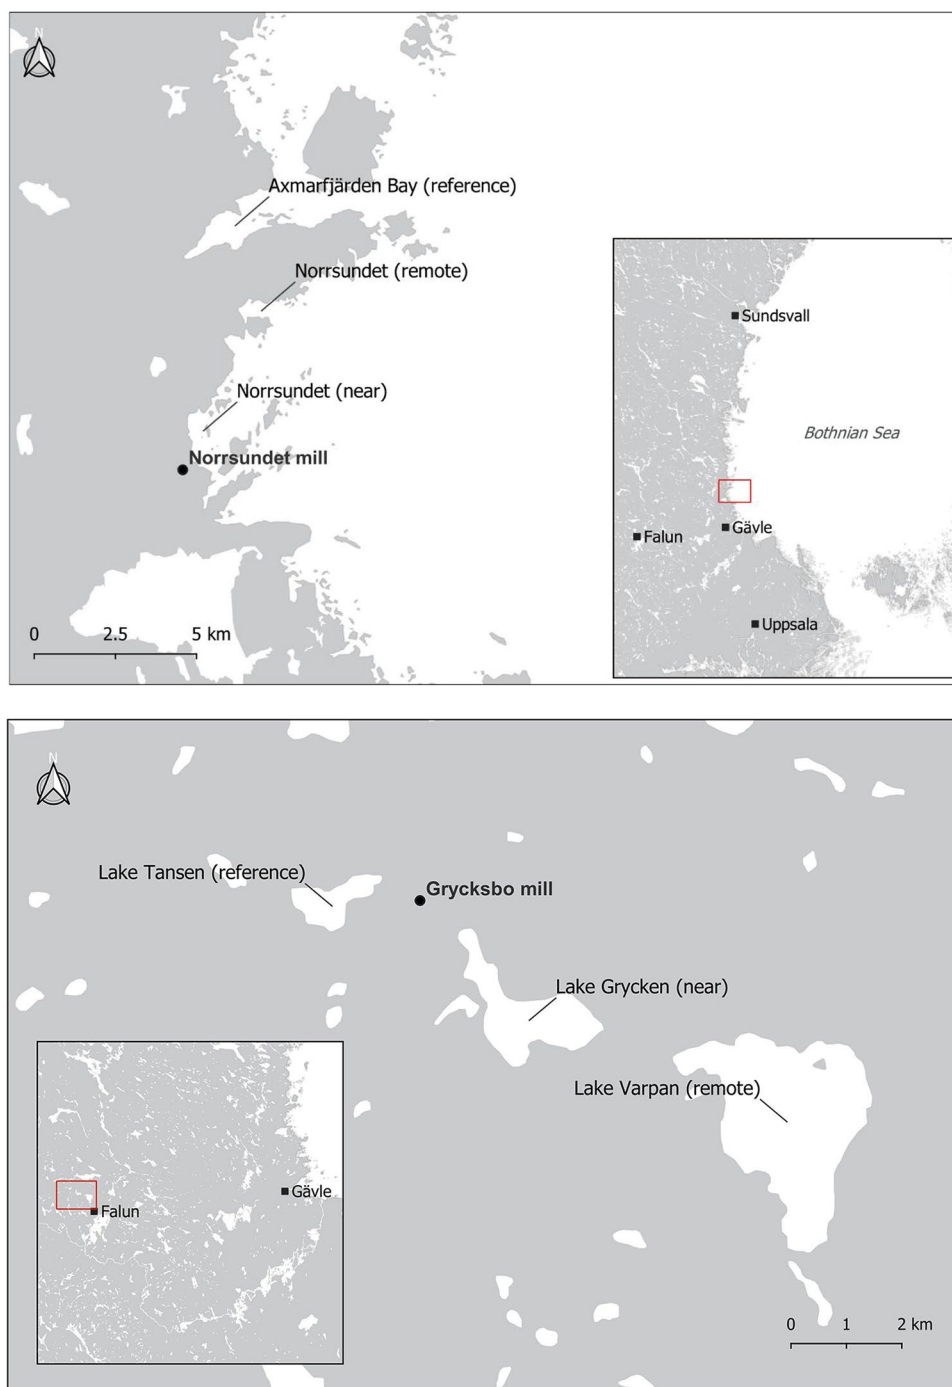 N
Axmarfjärden Bay (reference)
Norrsundet (remote)
Norrsundet (near)
Norrsundet mill
0 2.5 5 km
Sundsvall
Bothnian Sea
Gävle
Falun
Uppsala
N
Lake Tansen (reference)
Grycksbo mill
Lake Grycken (near)
Lake Varpan (remote)
Gävle
Falun
0 1 2 km